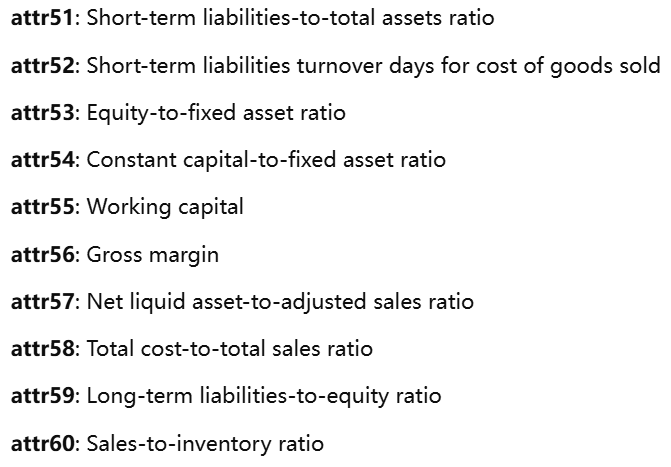 attr51: Short-term liabilities-to-total assets ratio
attr52: Short-term liabilities turnover days for cost of goods sold
attr53: Equity-to-fixed asset ratio
attr54: Constant capital-to-fixed asset ratio
attr55: Working capital
attr56: Gross margin
attr57: Net liquid asset-to-adjusted sales ratio
attr58: Total cost-to-total sales ratio
attr59: Long-term liabilities-to-equity ratio
attr60: Sales-to-inventory ratio